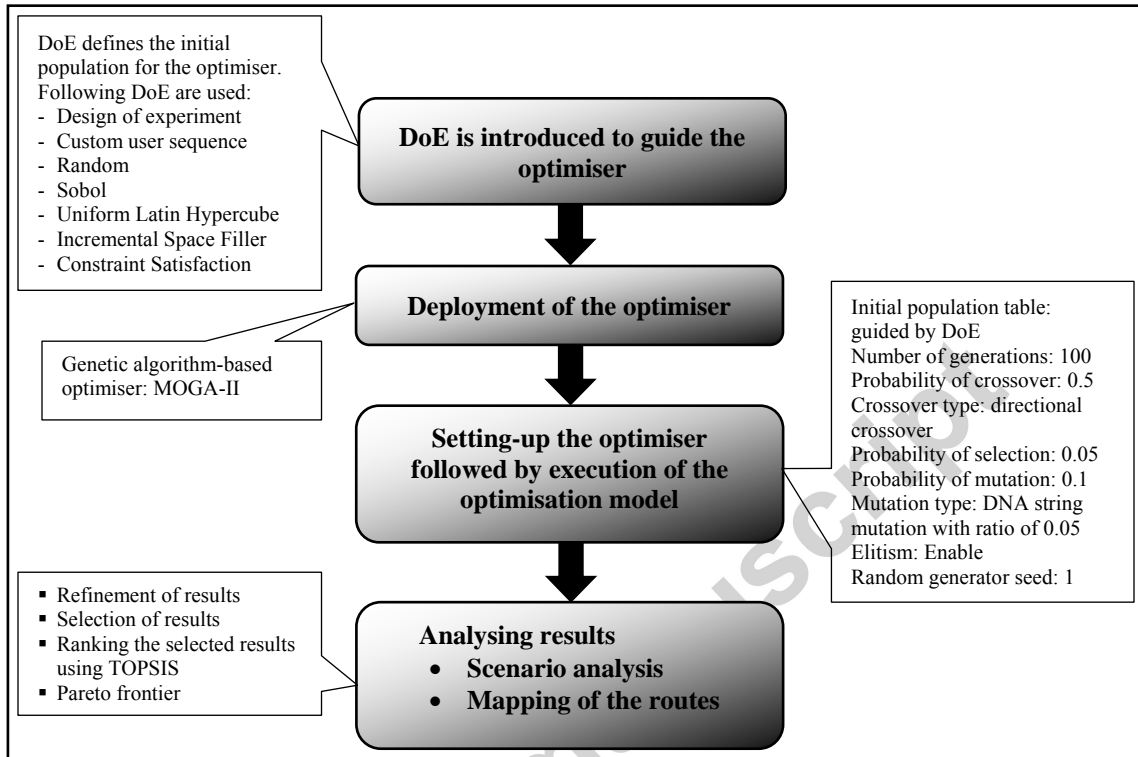 DoE defines the initial
population for the optimiser.
Following DoE are used:
- Design of experiment
- Custom user sequence
- Random
- Sobol
- Uniform Latin Hypercube
- Incremental Space Filler
- Constraint Satisfaction
DoE is introduced to guide the
optimiser
Deployment of the optimiser
Genetic algorithm-based
optimiser: MOGA-II
Setting-up the optimiser
followed by execution of the
optimisation model
Initial population table:
guided by DoE
Number of generations: 100
Probability of crossover: 0.5
Crossover type: directional
crossover
Probability of selection: 0.05
Probability of mutation: 0.1
Mutation type: DNA string
mutation with ratio of 0.05
Elitism: Enable
Random generator seed: 1
▪ Refinement of results
▪ Selection of results
▪ Ranking the selected results
using TOPSIS
▪ Pareto frontier
Analysing results
• Scenario analysis
• Mapping of the routes